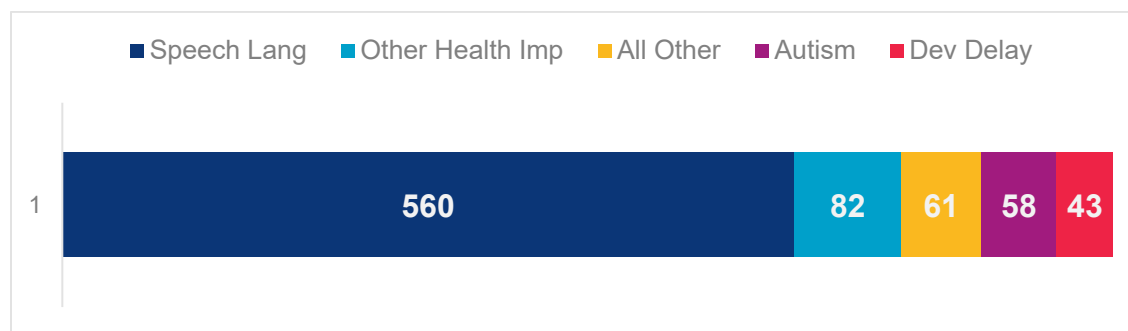 Speech Lang Other Health Imp All Other Autism Dev Delay
1 560 82 61 58 43